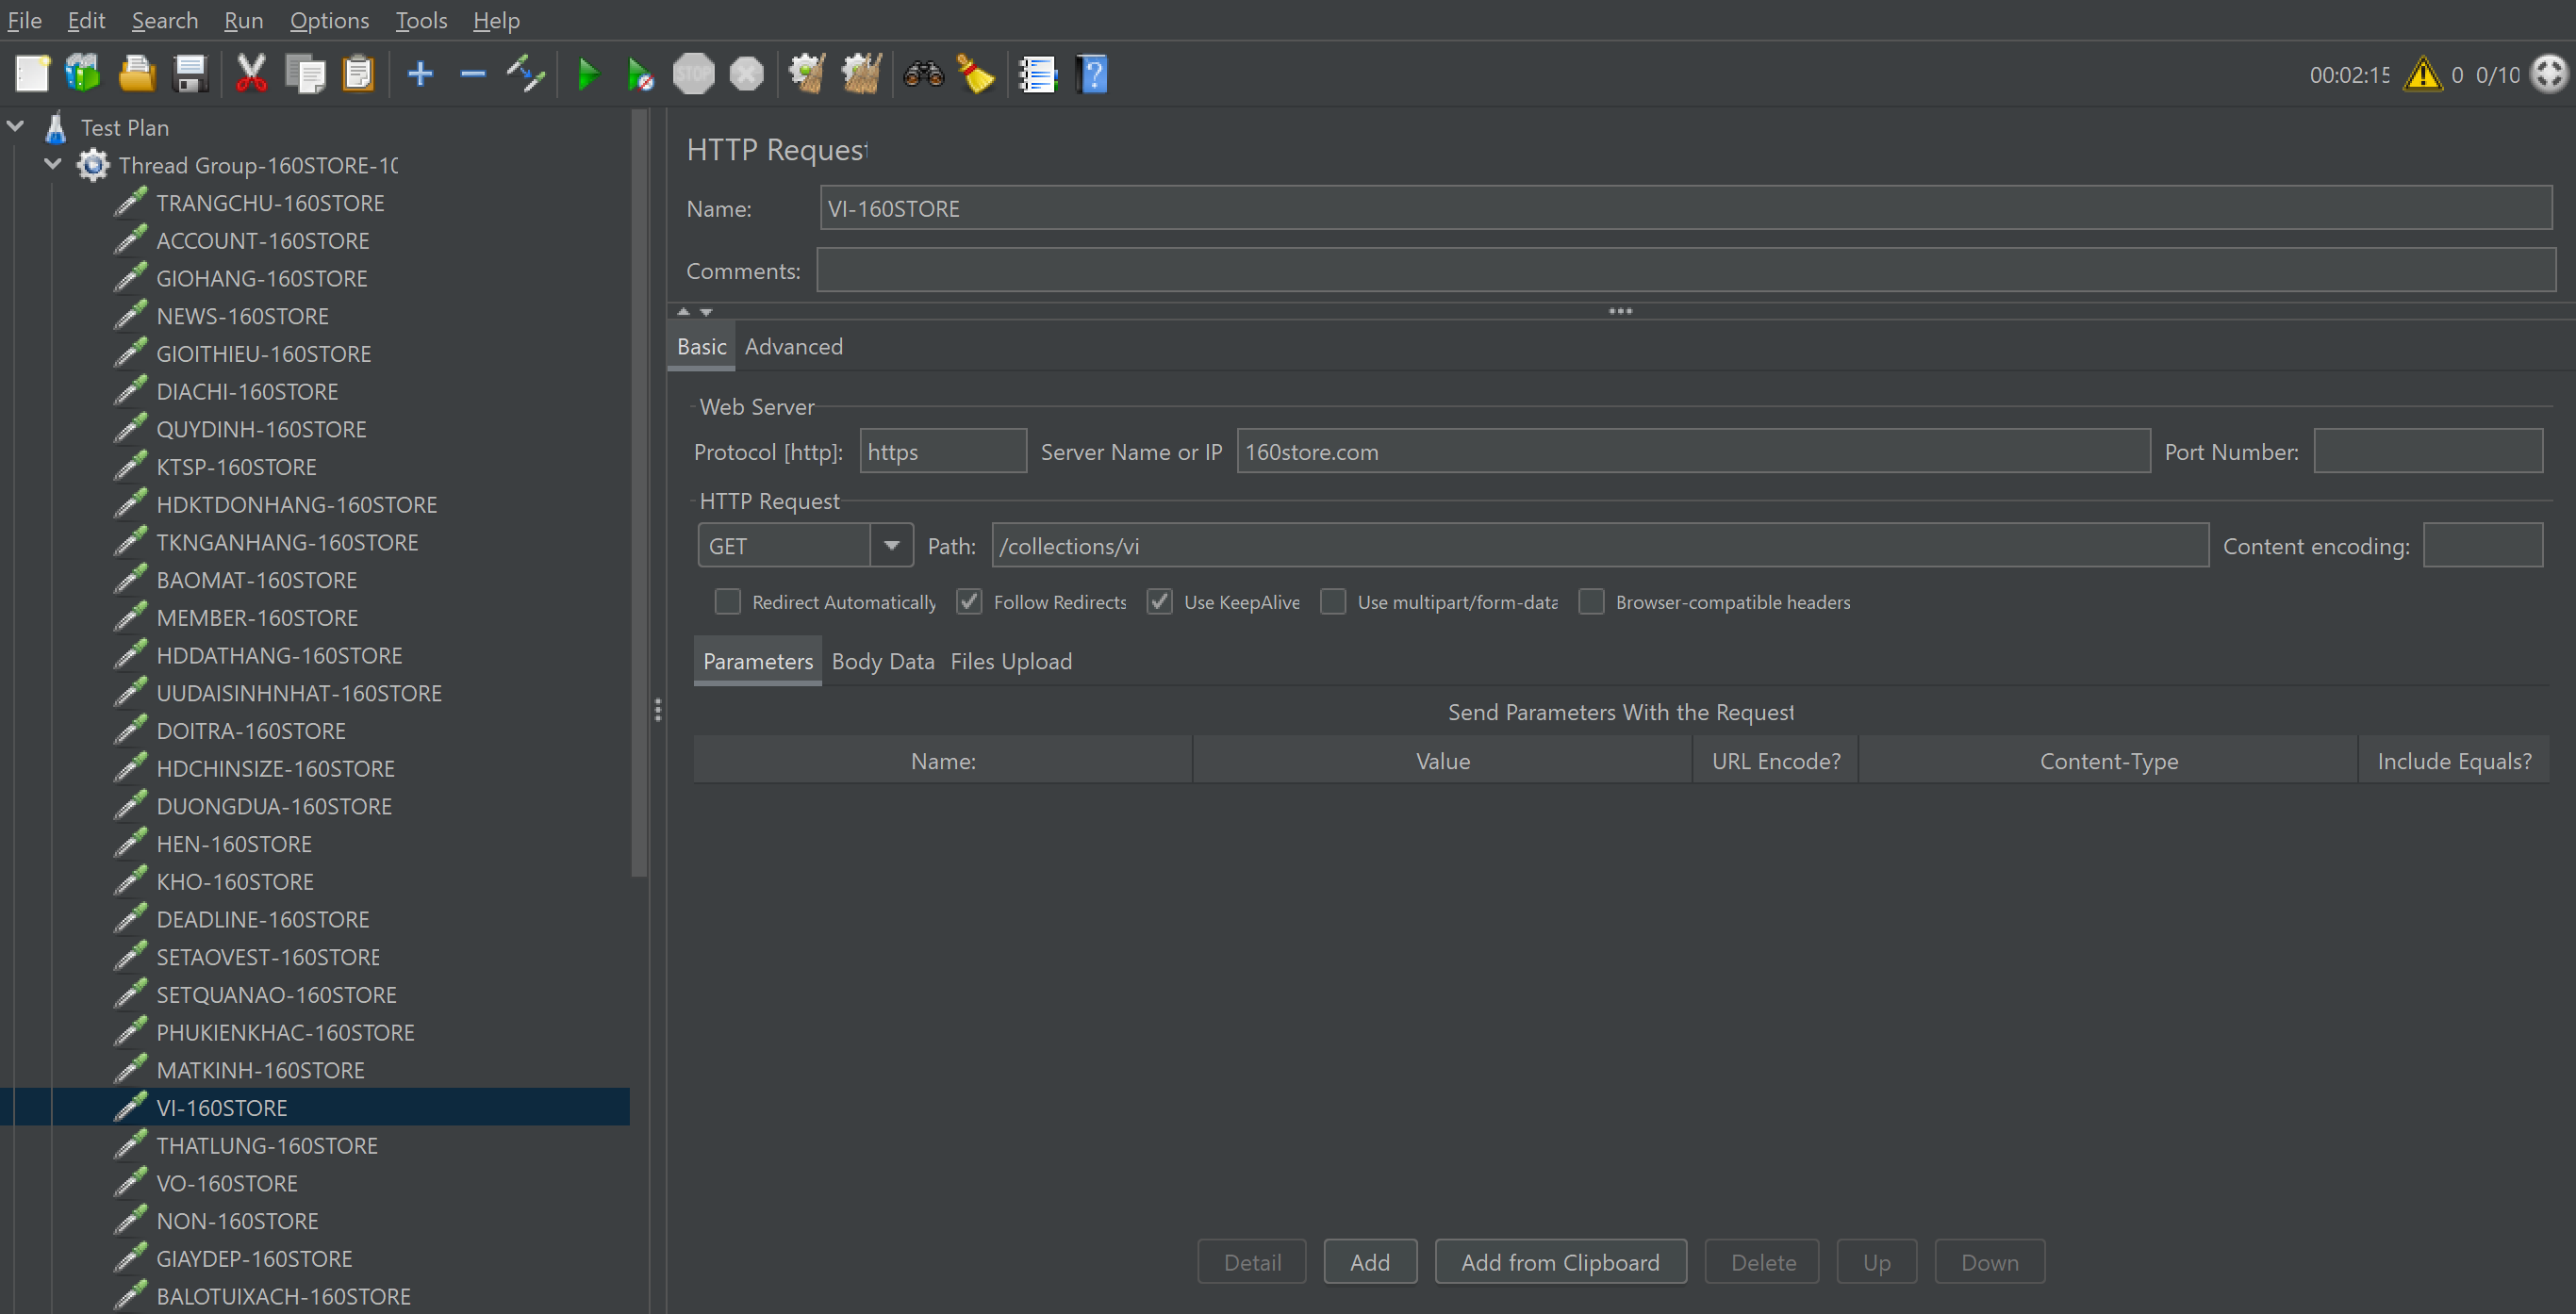 File Edit Search Run Options Tools Help
STOP
00:02:15 0 0/10
Test Plan
Thread Group-160STORE-10
TRANGCHU-160STORE
ACCOUNT-160STORE
GIOHANG-160STORE
NEWS-160STORE
GIOITHIEU-160STORE
DIACHI-160STORE
QUYDINH-160STORE
KTSP-160STORE
HDKTDONHANG-160STORE
TKNGANHANG-160STORE
BAOMAT-160STORE
MEMBER-160STORE
HDDATHANG-160STORE
UUDAISINHNHAT-160STORE
DOITRA-160STORE
HDCHINSIZE-160STORE
DUONGDUA-160STORE
HEN-160STORE
KHO-160STORE
DEADLINE-160STORE
SETAOVEST-160STORE
SETQUANAO-160STORE
PHUKIENKHAC-160STORE
MATKINH-160STORE
VI-160STORE
THATLUNG-160STORE
VO-160STORE
NON-160STORE
GIAYDEP-160STORE
BALOTUIXACH-160STORE
HTTP Request
Name: VI-160STORE
Comments:
Basic Advanced
Web Server
Protocol [http]: https Server Name or IP 160store.com Port Number:
HTTP Request
GET Path: /collections/vi Content encoding:
Redirect Automatically Follow Redirects Use KeepAlive Use multipart/form-data Browser-compatible headers
Parameters Body Data Files Upload
Send Parameters With the Request
Name: Value URL Encode? Content-Type Include Equals?
Detail Add Add from Clipboard Delete Up Down